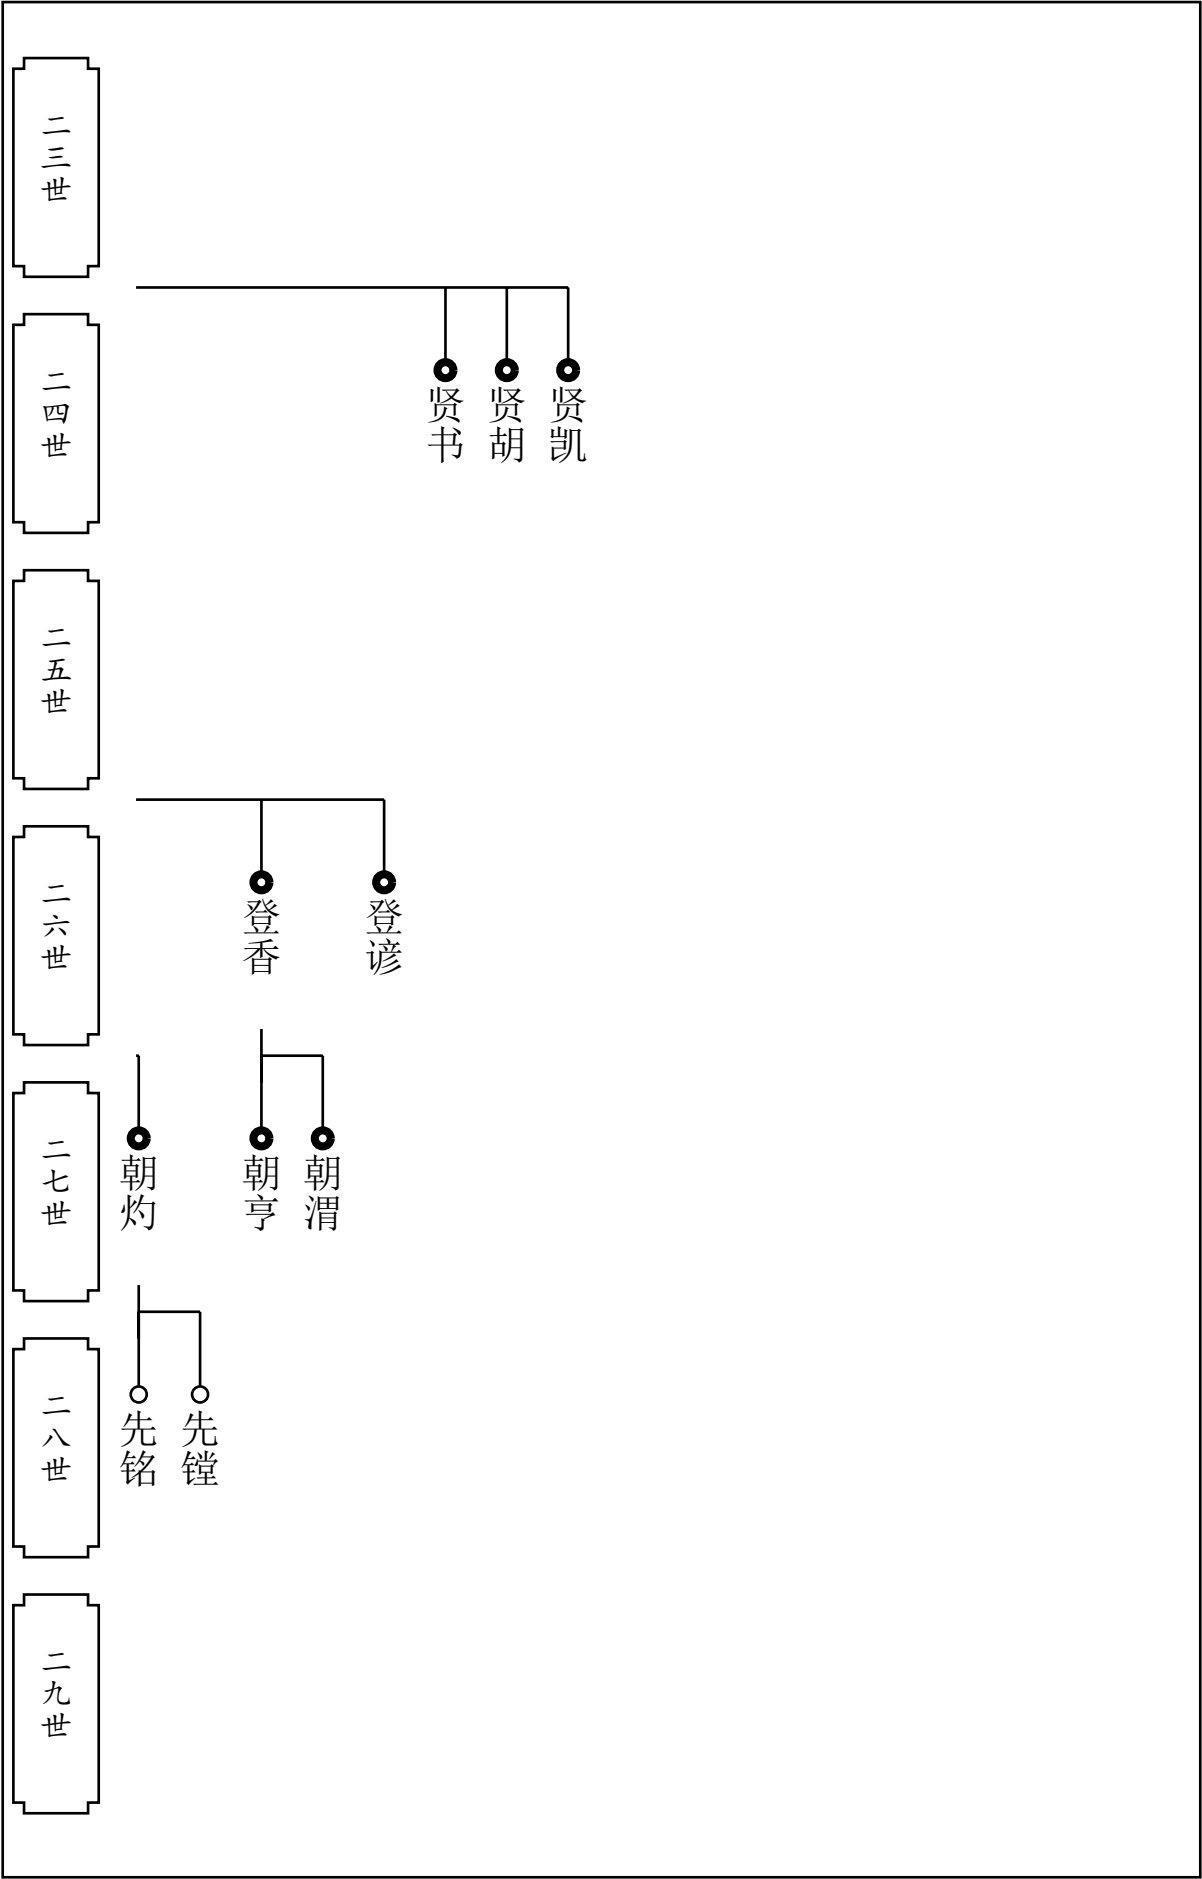 二三世
二四世
贤书
贤胡
贤凯
二五世
二六世
登香
登谚
二七世
朝灼
朝亨
朝渭
二八世
先铭
先镗
二九世